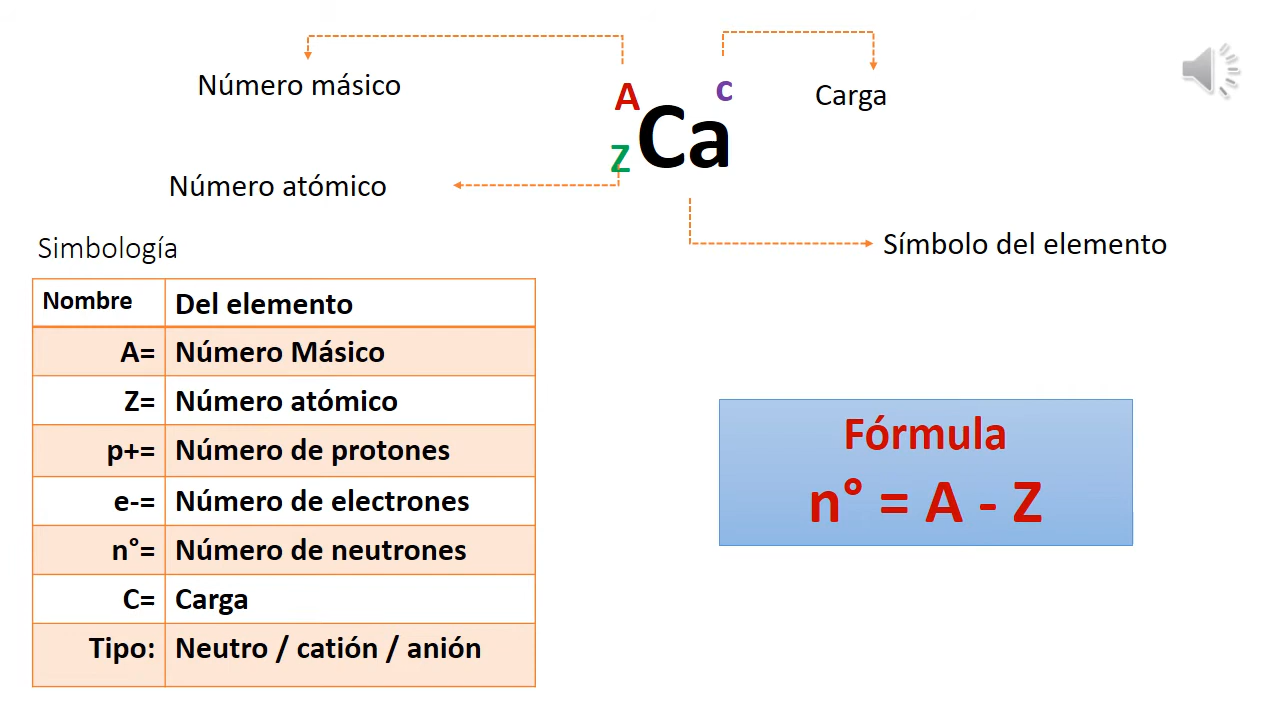 Número másico
A
c
Carga
Ca
Z
Número atómico
Símbolo del elemento
Simbología
Nombre Del elemento
A= Número Másico
Z= Número atómico
p+= Número de protones
e-= Número de electrones
n°= Número de neutrones
C= Carga
Tipo: Neutro / catión / anión
Fórmula
n° = A - Z